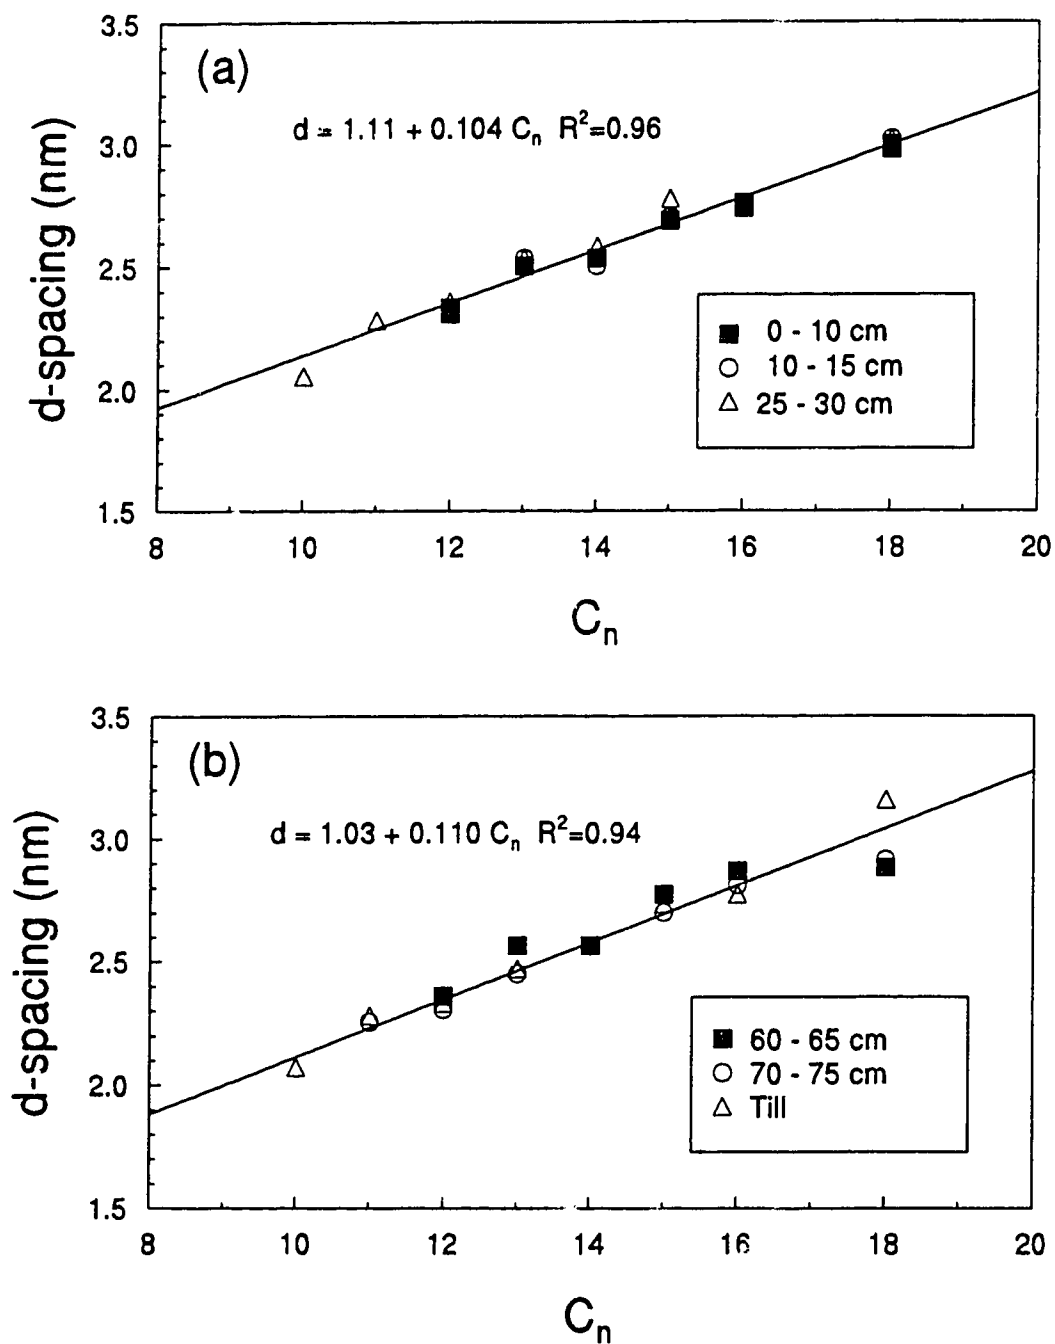 3.5
(a)
d = 1.11 + 0.104 Cₙ R²=0.96
3.0
d-spacing (nm)
2.5
0 - 10 cm
10 - 15 cm
2.0
25 - 30 cm
1.5
8 10 12 14 16 18 20
Cₙ
3.5
(b)
d = 1.03 + 0.110 Cₙ R²=0.94
3.0
d-spacing (nm)
2.5
60 - 65 cm
70 - 75 cm
2.0
Till
1.5
8 10 12 14 16 18 20
Cₙ